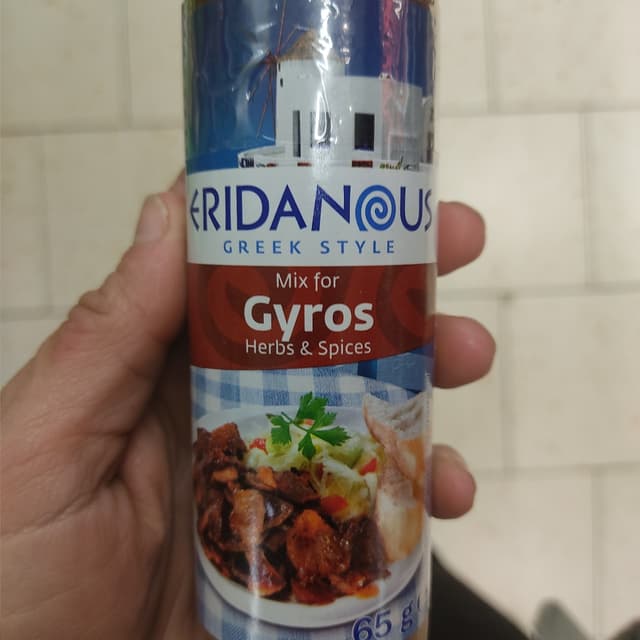 ERIDANOUS
GREEK STYLE
Mix for
Gyros
Herbs & Spices
65 g